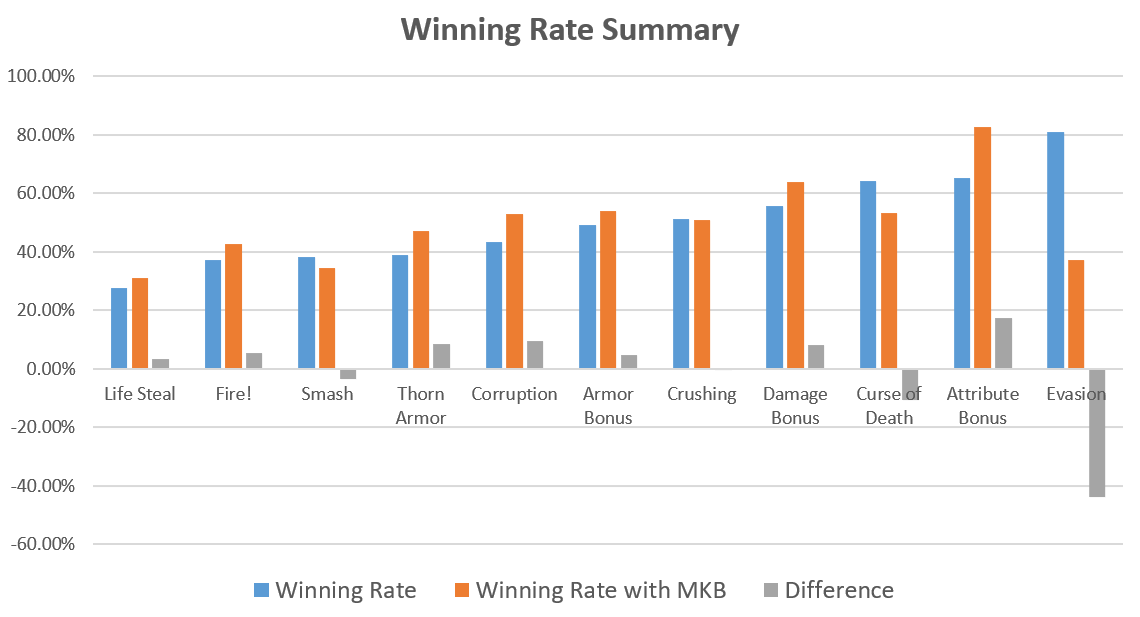 Winning Rate Summary
100.00%
80.00%
60.00%
40.00%
20.00%
0.00%
-20.00%
-40.00%
-60.00%
Life Steal
Fire!
Smash
Thorn
Armor
Corruption
Armor
Bonus
Crushing
Damage
Bonus
Curse of
Death
Attribute
Bonus
Evasion
Winning Rate
Winning Rate with MKB
Difference